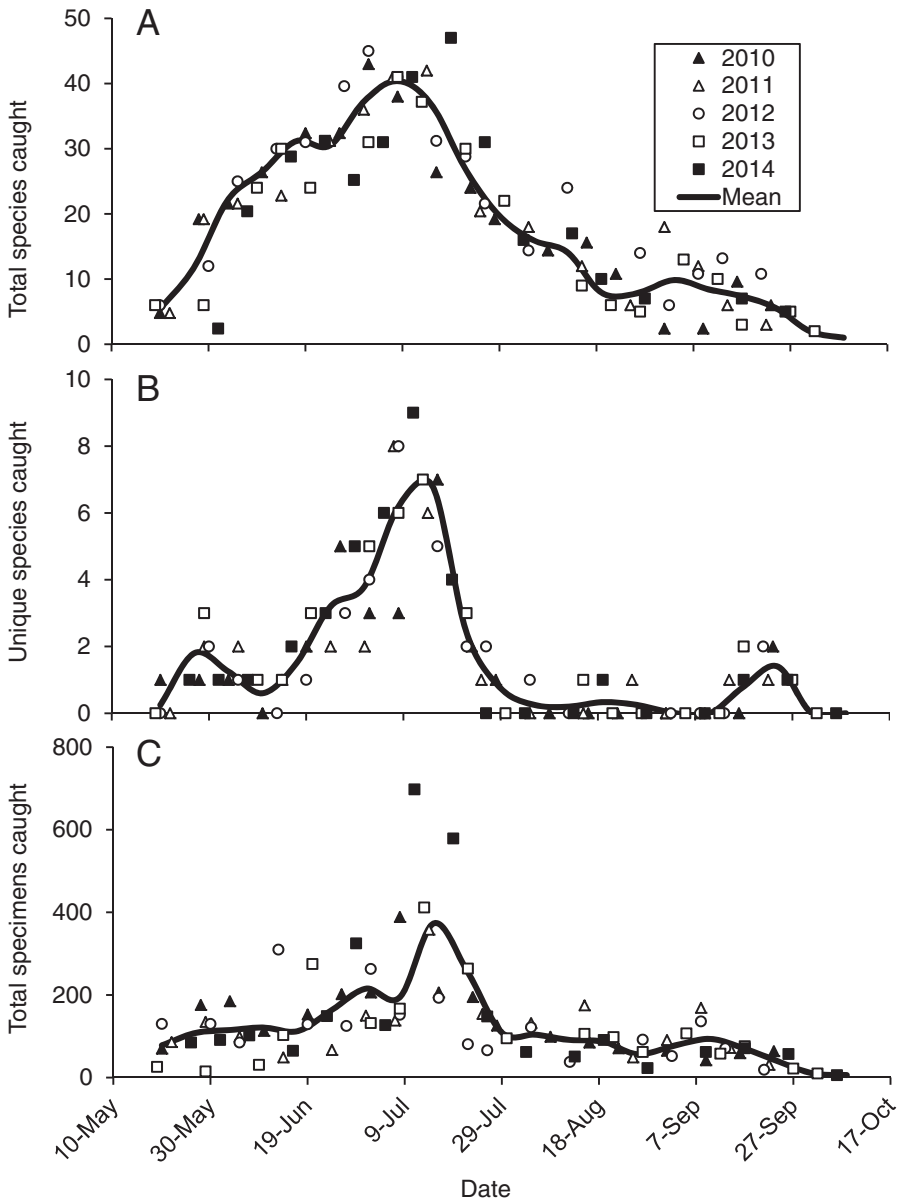 A
Total species caught
50
40
30
20
10
0
2010
2011
2012
2013
2014
Mean
B
Unique species caught
10
8
6
4
2
0
C
Total specimens caught
800
600
400
200
0
10-May
30-May
19-Jun
9-Jul
29-Jul
18-Aug
7-Sep
27-Sep
17-Oct
Date